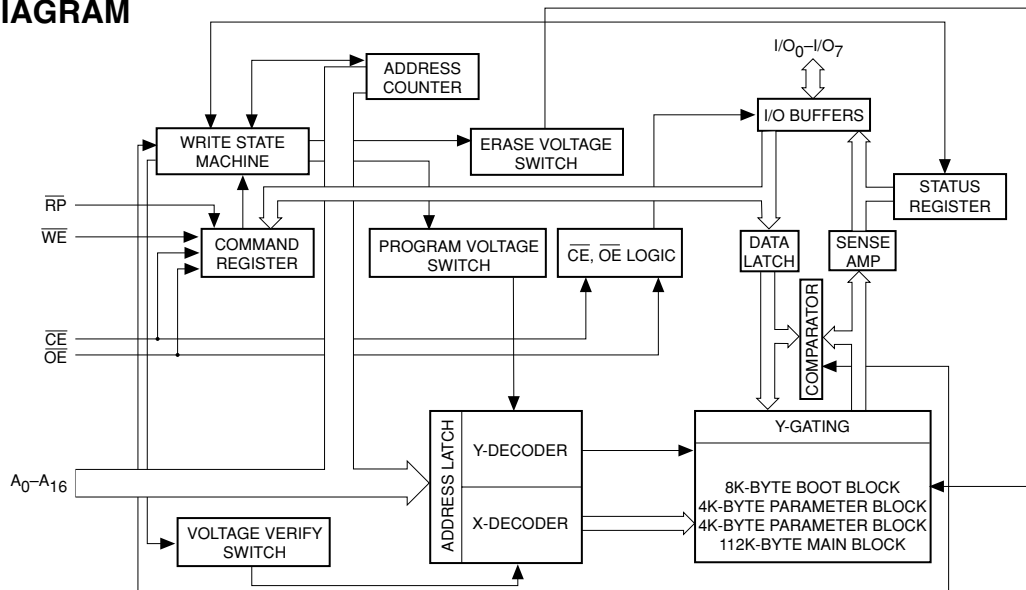 IAGRAM
I/O0–I/O7
ADDRESS
COUNTER
I/O BUFFERS
WRITE STATE
MACHINE
ERASE VOLTAGE
SWITCH
STATUS
REGISTER
RP
WE
COMMAND
REGISTER
PROGRAM VOLTAGE
SWITCH
CE, OE LOGIC
DATA
LATCH
SENSE
AMP
COMPARATOR
CE
OE
ADDRESS LATCH
Y-DECODER
Y-GATING
A0–A16
X-DECODER
8K-BYTE BOOT BLOCK
4K-BYTE PARAMETER BLOCK
4K-BYTE PARAMETER BLOCK
112K-BYTE MAIN BLOCK
VOLTAGE VERIFY
SWITCH